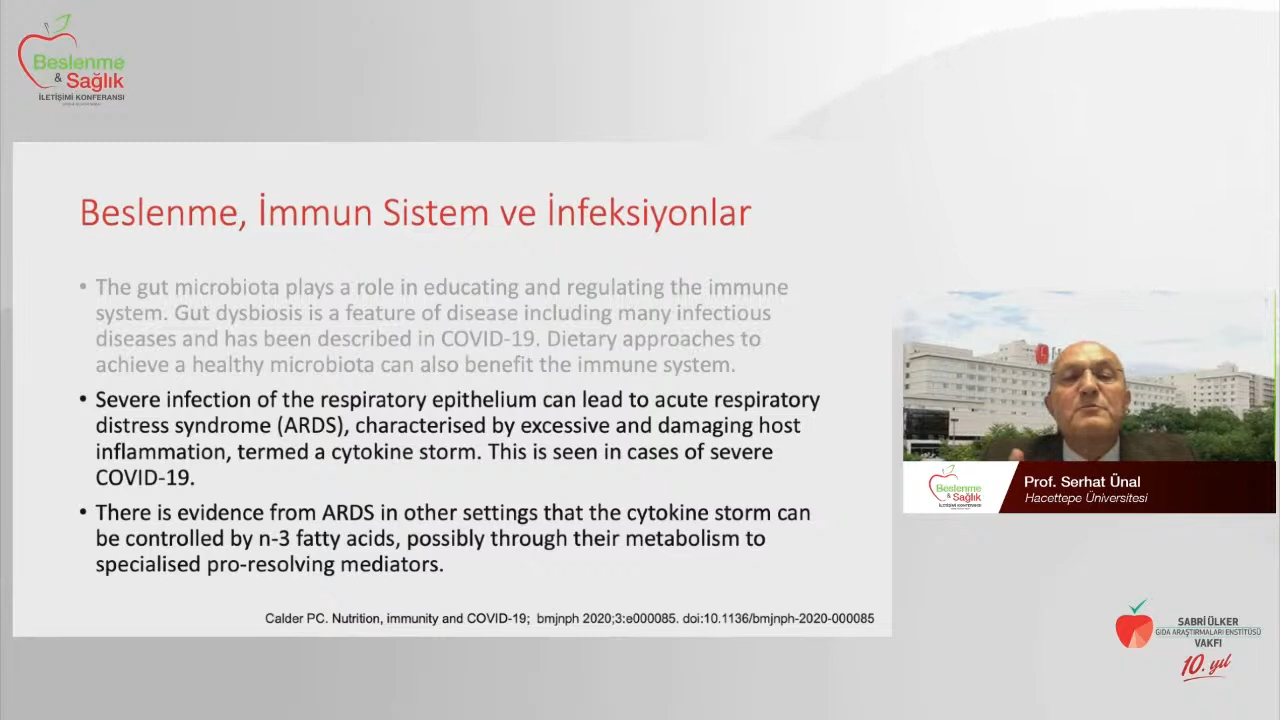 Beslenme
& Sağlık
İLETİŞİMİ KONFERANSI
Beslenme, İmmun Sistem ve İnfeksiyonlar
• The gut microbiota plays a role in educating and regulating the immune
system. Gut dysbiosis is a feature of disease including many infectious
diseases and has been described in COVID-19. Dietary approaches to
achieve a healthy microbiota can also benefit the immune system.
• Severe infection of the respiratory epithelium can lead to acute respiratory
distress syndrome (ARDS), characterised by excessive and damaging host
inflammation, termed a cytokine storm. This is seen in cases of severe
COVID-19.
• There is evidence from ARDS in other settings that the cytokine storm can
be controlled by n-3 fatty acids, possibly through their metabolism to
specialised pro-resolving mediators.
Calder PC. Nutrition, immunity and COVID-19; bmjnph 2020;3:e000085. doi:10.1136/bmjnph-2020-000085
Beslenme
& Sağlık
İLETİŞİMİ KONFERANSI
Prof. Serhat Ünal
Hacettepe Üniversitesi
SABRİ ÜLKER
GIDA ARAŞTIRMALARI ENSTİTÜSÜ
VAKFI
10. yıl